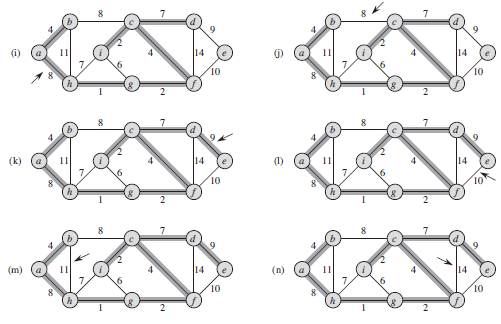 8 7
b c d
4 9
2
(i) a 11 i 4 14 e
7 6
8 10
h g f
1 2
8 7
b c d
4 9
2
(j) a 11 i 4 14 e
7 6
8 10
h g f
1 2
8 7
b c d
4 9
2
(k) a 11 i 4 14 e
7 6
8 10
h g f
1 2
8 7
b c d
4 9
2
(l) a 11 i 4 14 e
7 6
8 10
h g f
1 2
8 7
b c d
4 9
2
(m) a 11 i 4 14 e
7 6
8 10
h g f
1 2
8 7
b c d
4 9
2
(n) a 11 i 4 14 e
7 6
8 10
h g f
1 2